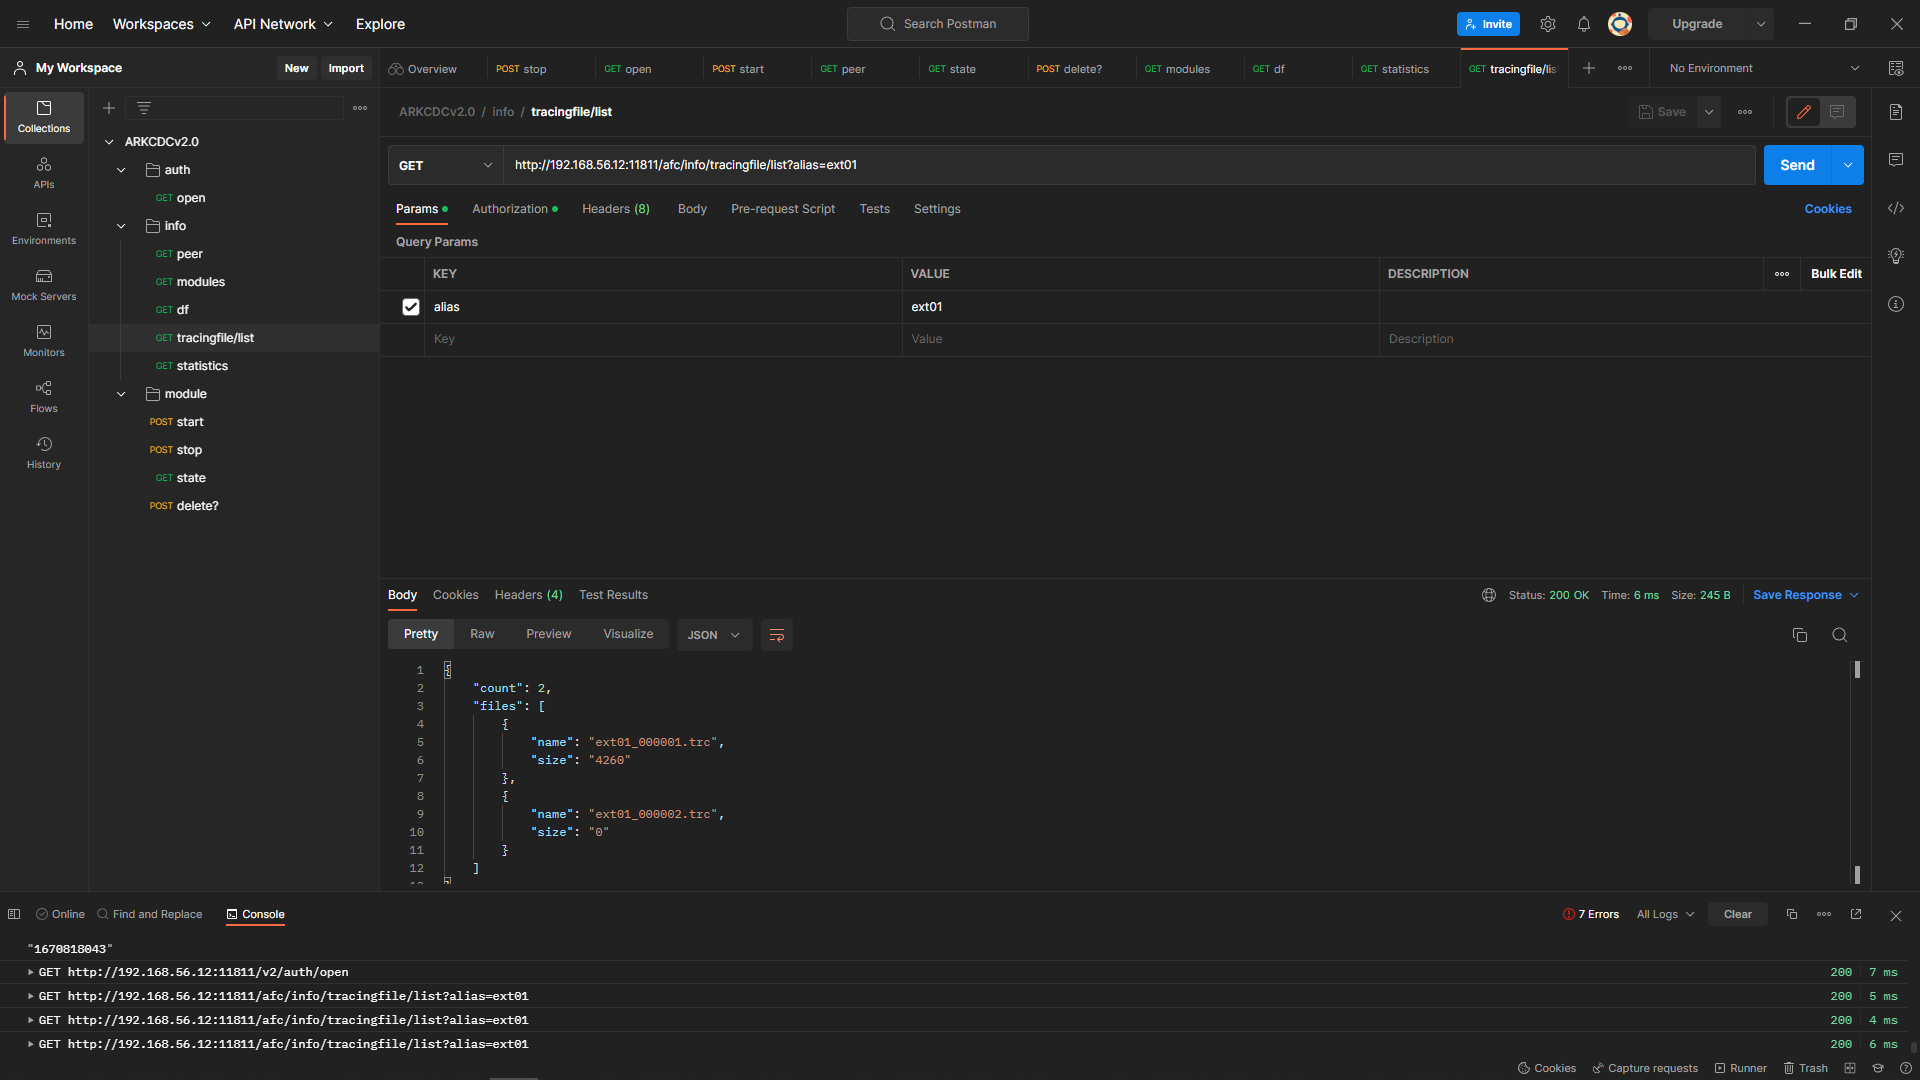 Home Workspaces API Network Explore Search Postman Invite Upgrade
My Workspace New Import Overview POST stop GET open POST start GET peer GET state POST delete? GET modules GET df GET statistics GET tracingfile/lis No Environment
Collections
APIs
Environments
Mock Servers
Monitors
Flows
History
ARKCDCv2.0
auth
GET open
info
GET peer
GET modules
GET df
GET tracingfile/list
GET statistics
module
POST start
POST stop
GET state
POST delete?
ARKCDCv2.0 / info / tracingfile/list Save
GET http://192.168.56.12:11811/afc/info/tracingfile/list?alias=ext01 Send
Params Authorization Headers (8) Body Pre-request Script Tests Settings Cookies
Query Params
KEY VALUE DESCRIPTION Bulk Edit
alias ext01
Key Value Description
Body Cookies Headers (4) Test Results Status: 200 OK Time: 6 ms Size: 245 B Save Response
Pretty Raw Preview Visualize JSON
1 {
2 "count": 2,
3 "files": [
4 {
5 "name": "ext01_000001.trc",
6 "size": "4260"
7 },
8 {
9 "name": "ext01_000002.trc",
10 "size": "0"
11 }
12 ]
Online Find and Replace Console 7 Errors All Logs Clear
"1670818043"
GET http://192.168.56.12:11811/v2/auth/open 200 7 ms
GET http://192.168.56.12:11811/afc/info/tracingfile/list?alias=ext01 200 5 ms
GET http://192.168.56.12:11811/afc/info/tracingfile/list?alias=ext01 200 4 ms
GET http://192.168.56.12:11811/afc/info/tracingfile/list?alias=ext01 200 6 ms
Cookies Capture requests Runner Trash